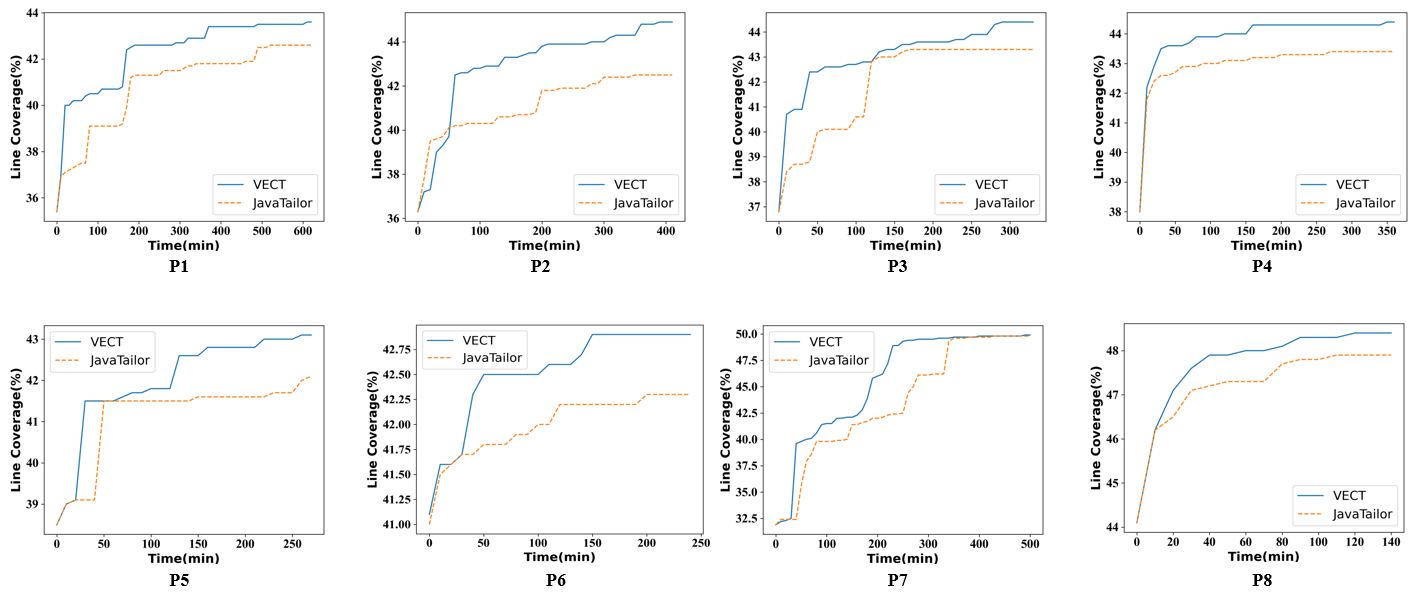 Line Coverage(%)
44
42
40
38
36
0 100 200 300 400 500 600
Time(min)
VECT
JavaTailor
P1
Line Coverage(%)
44
42
40
38
36
0 100 200 300 400
Time(min)
VECT
JavaTailor
P2
Line Coverage(%)
44
43
42
41
40
39
38
37
0 50 100 150 200 250 300
Time(min)
VECT
JavaTailor
P3
Line Coverage(%)
44
43
42
41
40
39
38
0 50 100 150 200 250 300 350
Time(min)
VECT
JavaTailor
P4
Line Coverage(%)
43
42
41
40
39
0 50 100 150 200 250
Time(min)
VECT
JavaTailor
P5
Line Coverage(%)
42.75
42.50
42.25
42.00
41.75
41.50
41.25
41.00
0 50 100 150 200 250
Time(min)
VECT
JavaTailor
P6
Line Coverage(%)
50.0
47.5
45.0
42.5
40.0
37.5
35.0
32.5
0 100 200 300 400 500
Time(min)
VECT
JavaTailor
P7
Line Coverage(%)
48
47
46
45
44
0 20 40 60 80 100 120 140
Time(min)
VECT
JavaTailor
P8